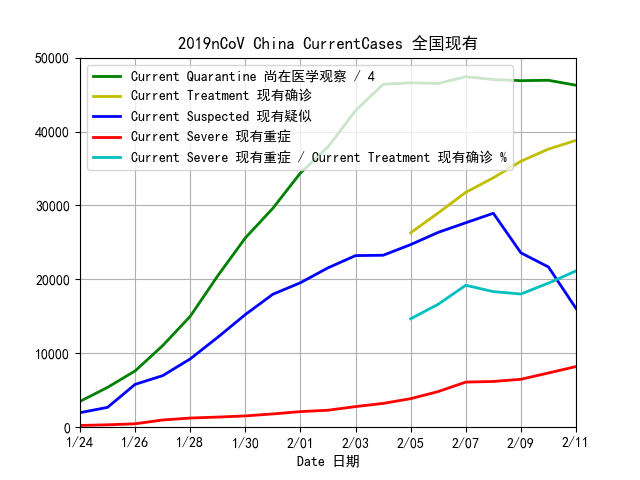 2019nCoV China CurrentCases 全国现有
Current Quarantine 尚在医学观察 / 4
Current Treatment 现有确诊
Current Suspected 现有疑似
Current Severe 现有重症
Current Severe 现有重症 / Current Treatment 现有确诊 %
50000
40000
30000
20000
10000
0
1/24 1/26 1/28 1/30 2/01 2/03 2/05 2/07 2/09 2/11
Date 日期